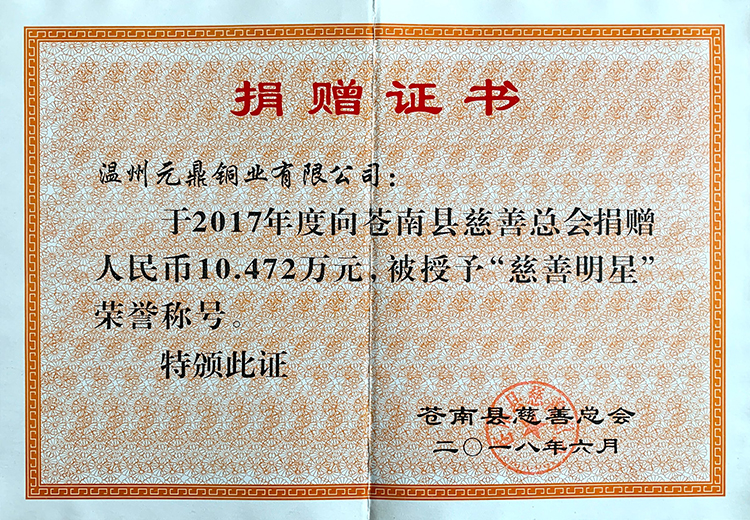 捐赠证书
温州元鼎铜业有限公司：
于2017年度向苍南县慈善总会捐赠
人民币10.472万元，被授予“慈善明星”
荣誉称号。
特颁此证
苍南县慈善总会
二〇一八年六月